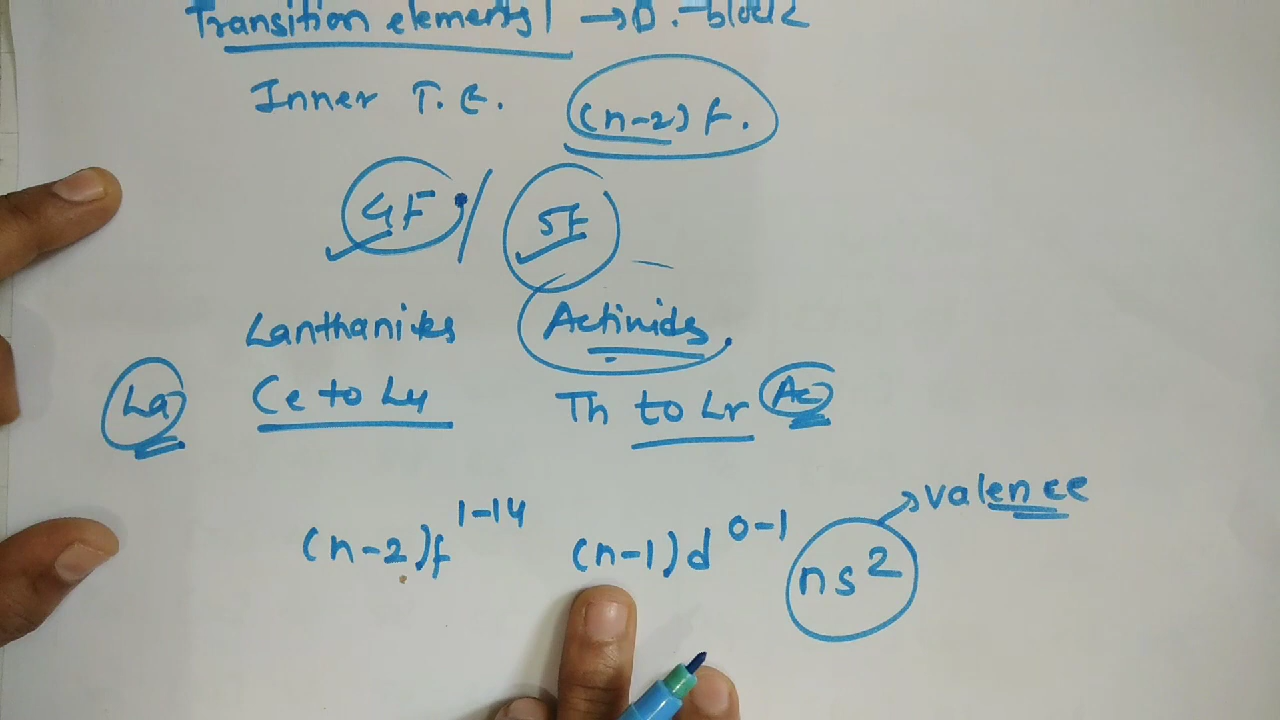 Transition elements → D.-block
Inner T.E. (n-2) f.
4F / 5F
Lanthanides Actinids.
La Ce to Lu Th to Lr Ac
(n-2)f 1-14 (n-1)d 0-1 ns 2 → valence